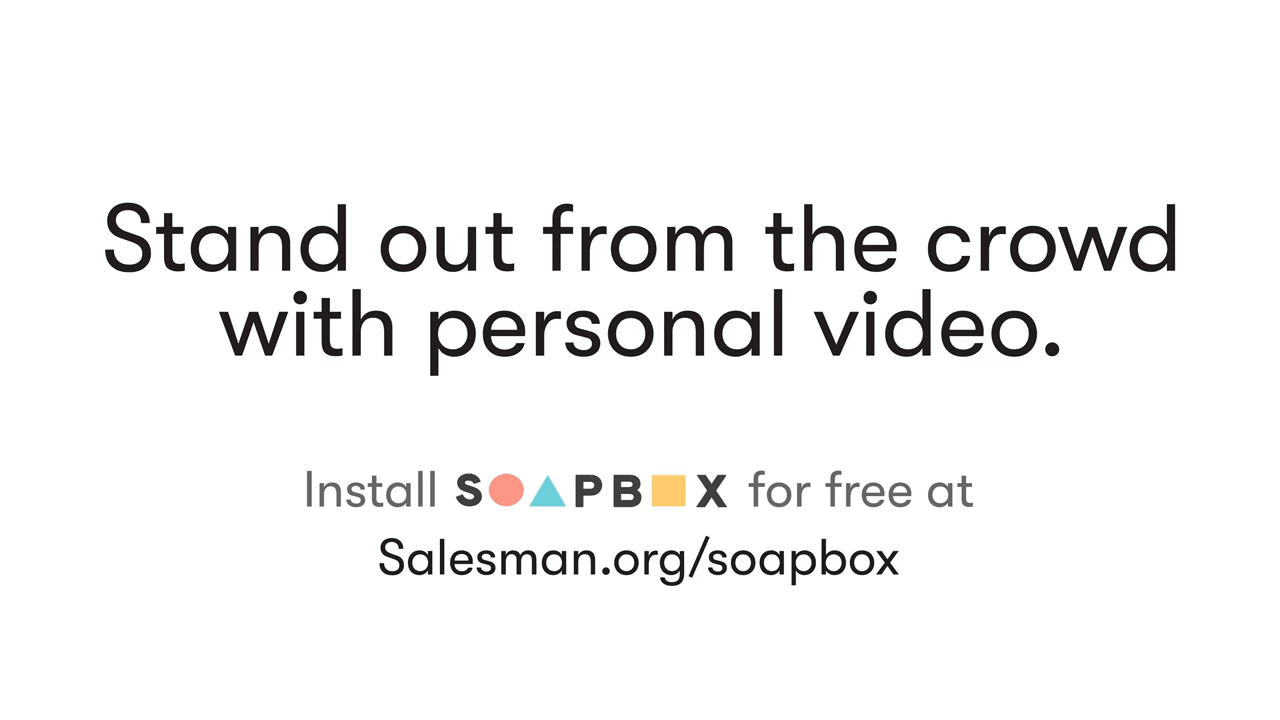 Stand out from the crowd
with personal video.
Install SOAPBOX for free at
Salesman.org/soapbox